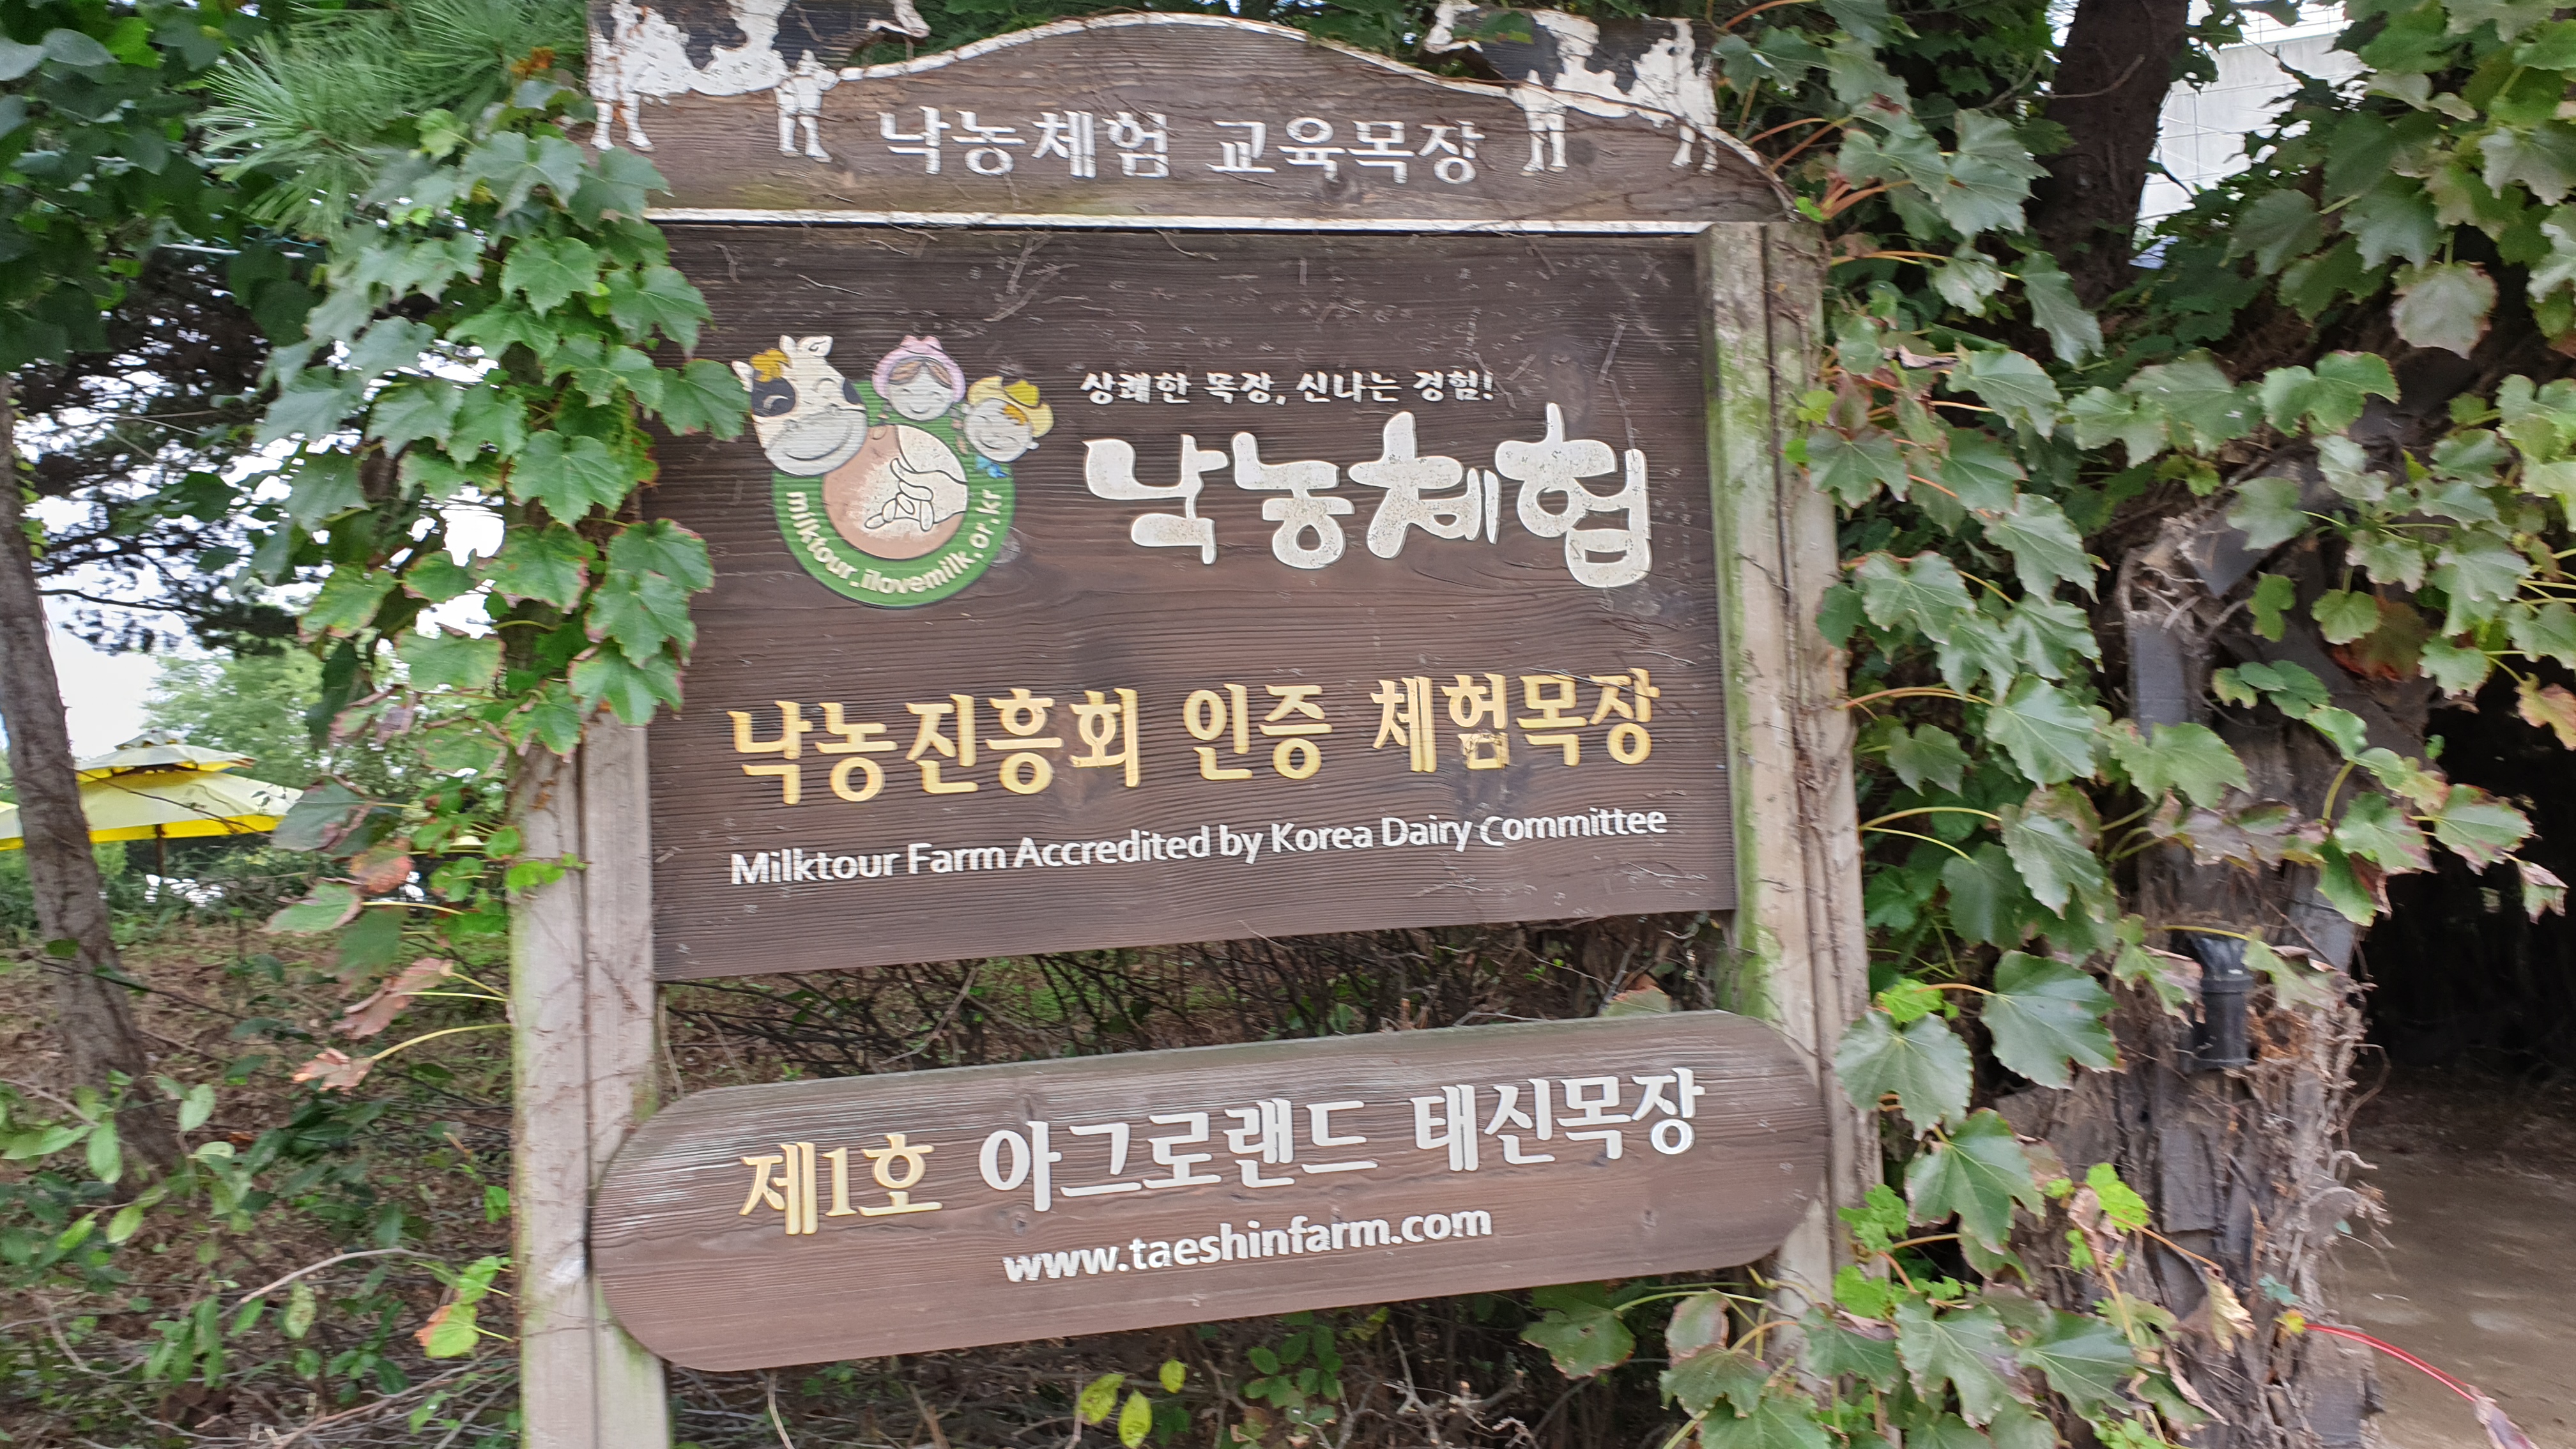 낙농체험 교육목장
milktour.ilovemilk.or.kr
상쾌한 목장, 신나는 경험!
낙농체험
낙농진흥회 인증 체험목장
Milktour Farm Accredited by Korea Dairy Committee
제1호 아그로랜드 태신목장
www.taeshinfarm.com